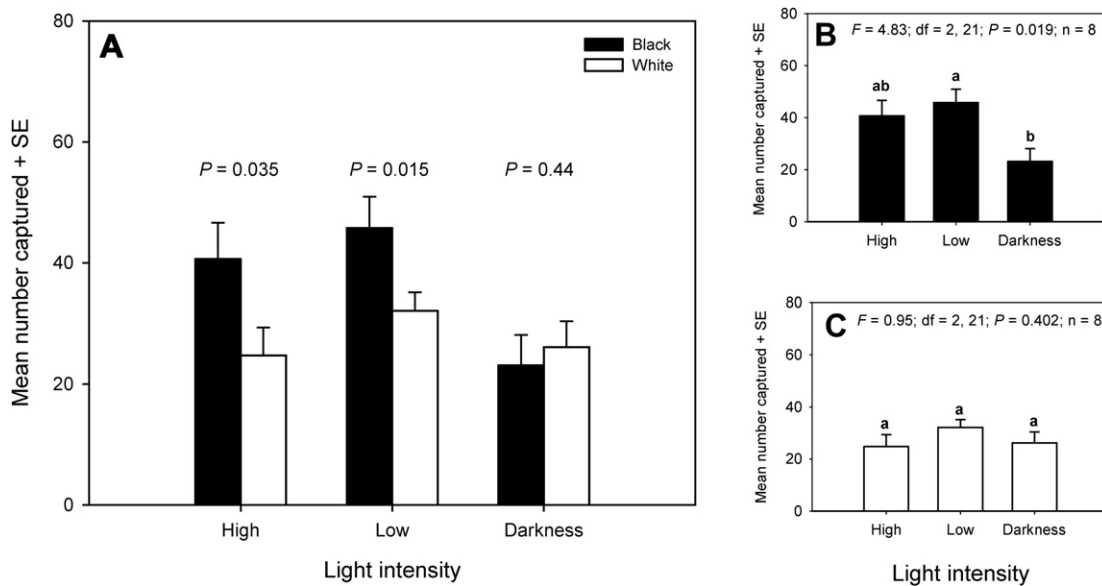 80
60
40
20
0
Mean number captured + SE
A
Black
White
P = 0.035
P = 0.015
P = 0.44
High
Low
Darkness
Light intensity
80
60
40
20
0
Mean number captured + SE
B
F = 4.83; df = 2, 21; P = 0.019; n = 8
ab
a
b
High
Low
Darkness
80
60
40
20
0
Mean number captured + SE
C
F = 0.95; df = 2, 21; P = 0.402; n = 8
a
a
a
High
Low
Darkness
Light intensity